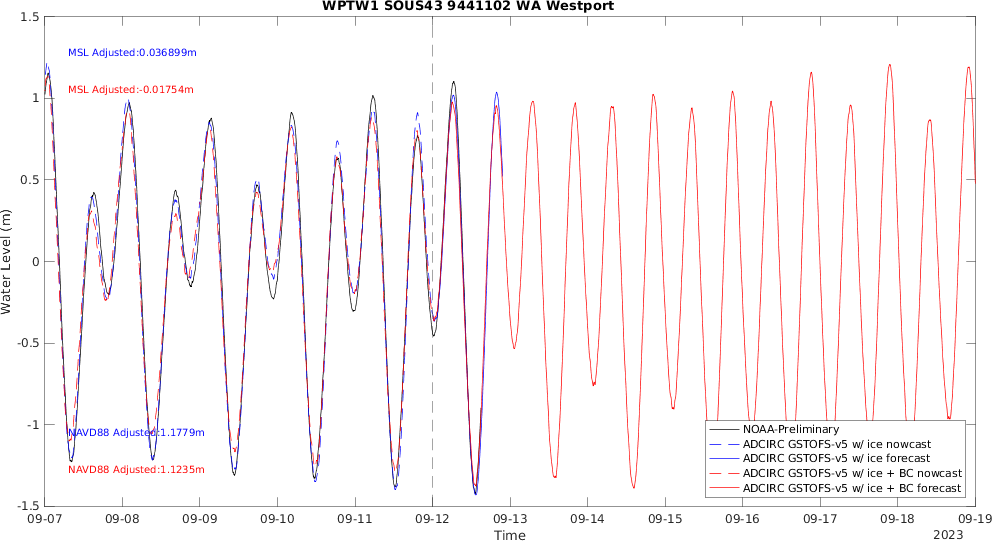 WPTW1 SOUS43 9441102 WA Westport
1.5
1
0.5
0
-0.5
-1
-1.5
Water Level (m)
MSL Adjusted:0.036899m
MSL Adjusted:-0.01754m
NAVD88 Adjusted:1.1779m
NAVD88 Adjusted:1.1235m
NOAA-Preliminary
ADCIRC GSTOFS-v5 w/ ice nowcast
ADCIRC GSTOFS-v5 w/ ice forecast
ADCIRC GSTOFS-v5 w/ ice + BC nowcast
ADCIRC GSTOFS-v5 w/ ice + BC forecast
09-07 09-08 09-09 09-10 09-11 09-12 09-13 09-14 09-15 09-16 09-17 09-18 09-19
Time
2023